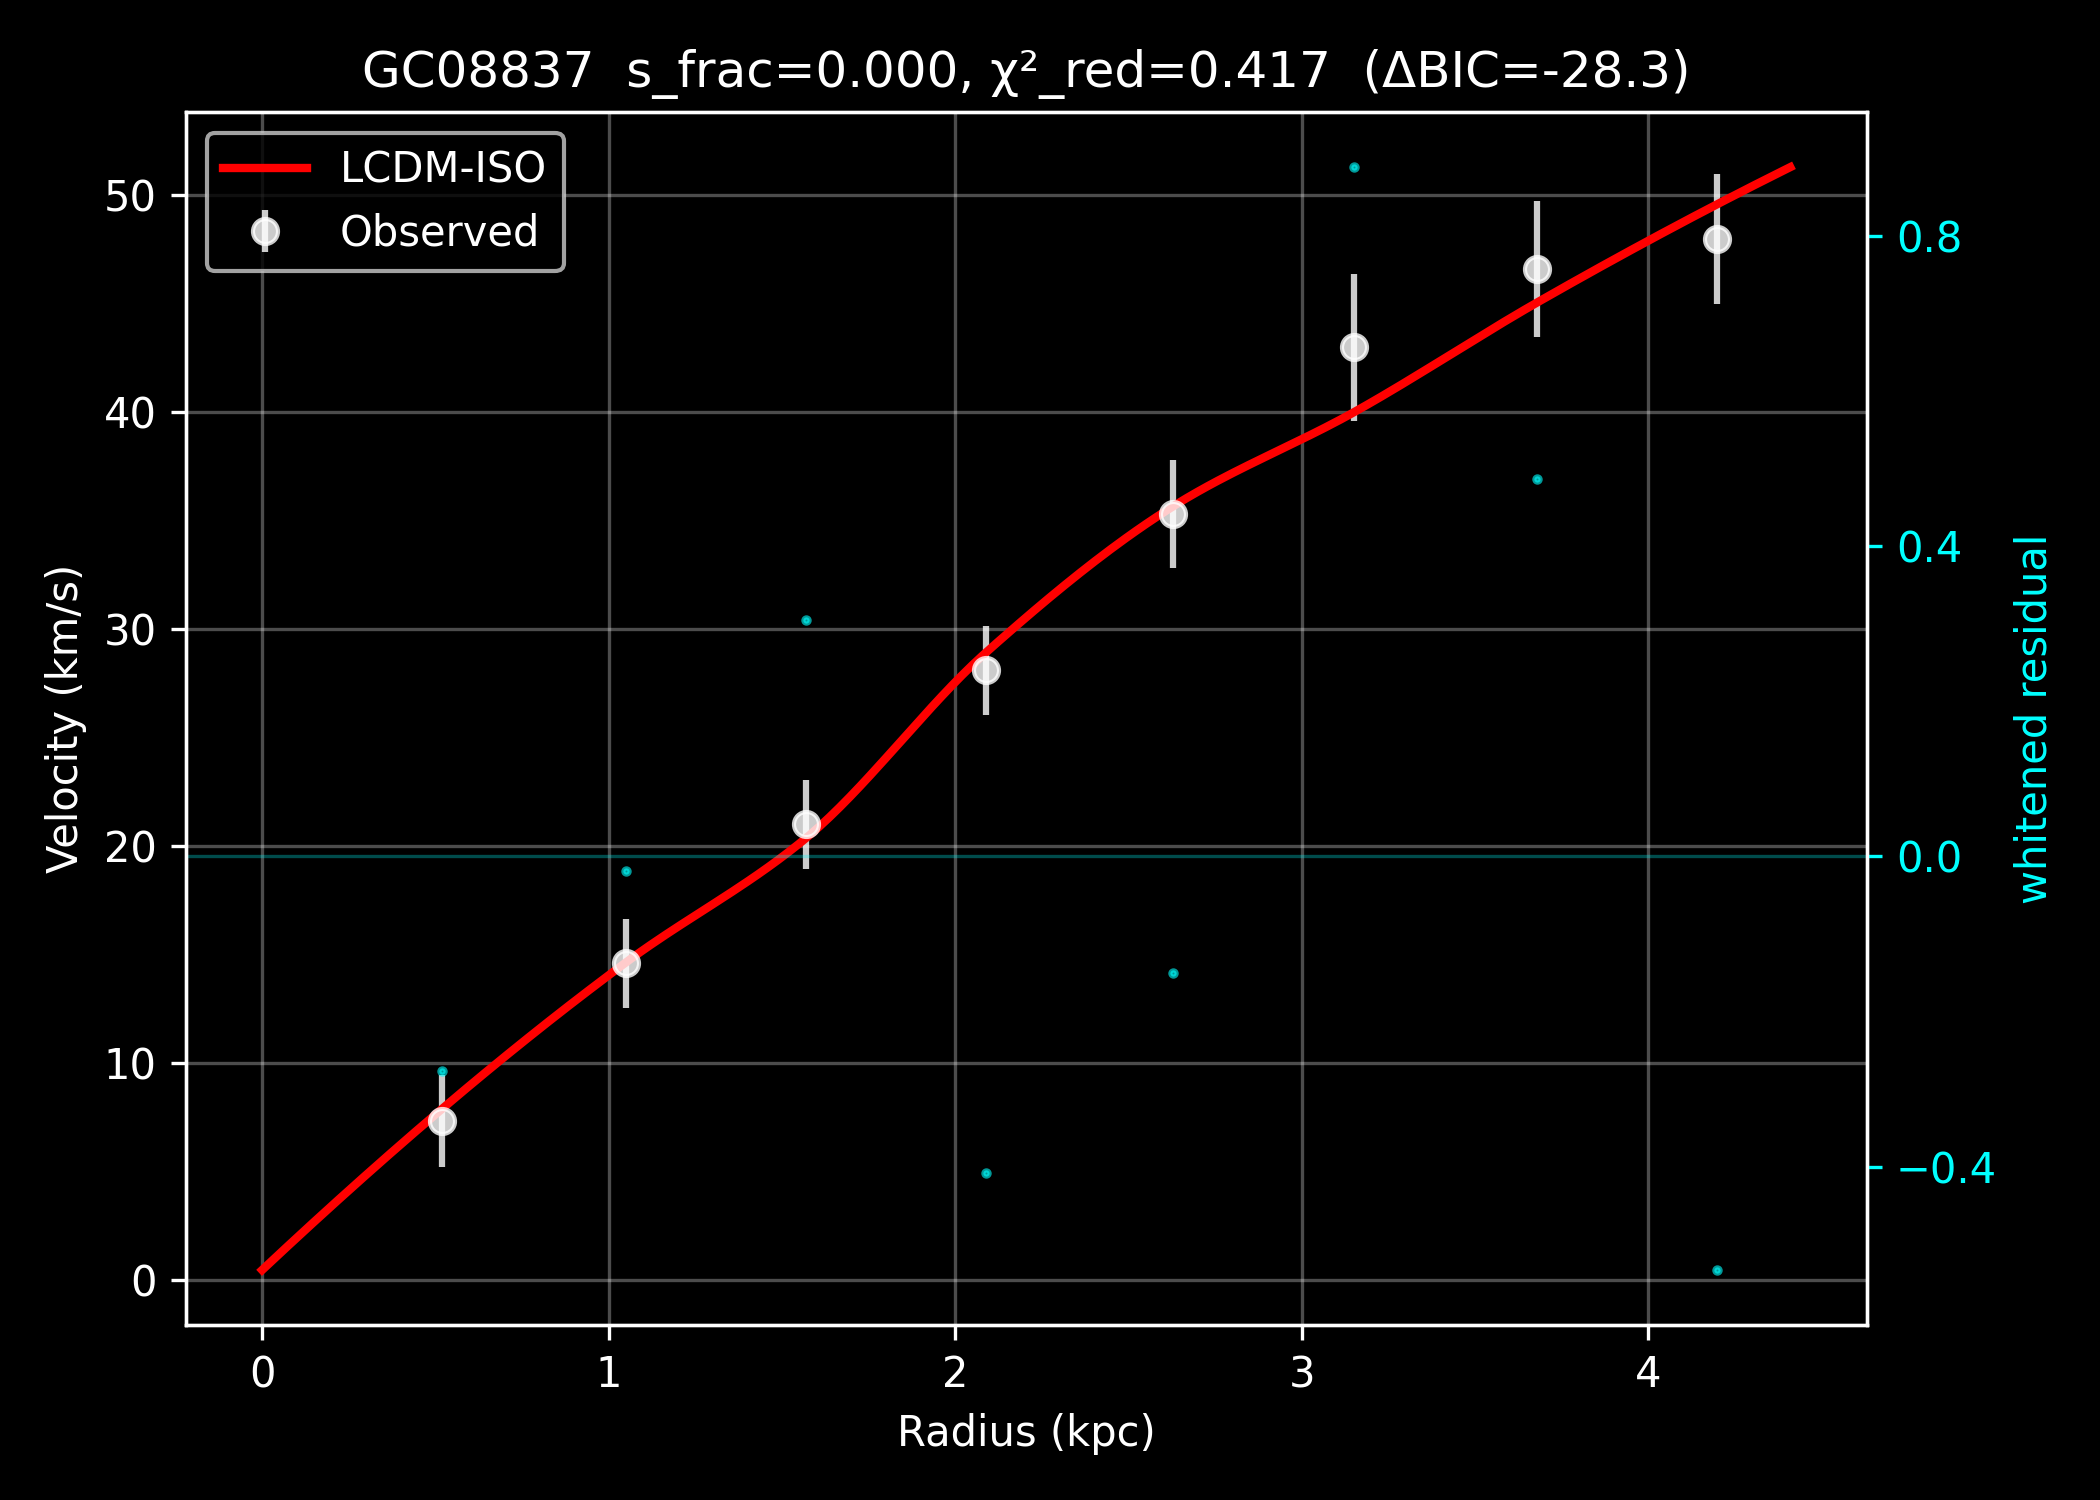 GC08837 s_frac=0.000, χ²_red=0.417 (ΔBIC=-28.3)
LCDM-ISO
Observed
50
40
30
20
10
0
Velocity (km/s)
0.8
0.4
0.0
−0.4
whitened residual
0
1
2
3
4
Radius (kpc)